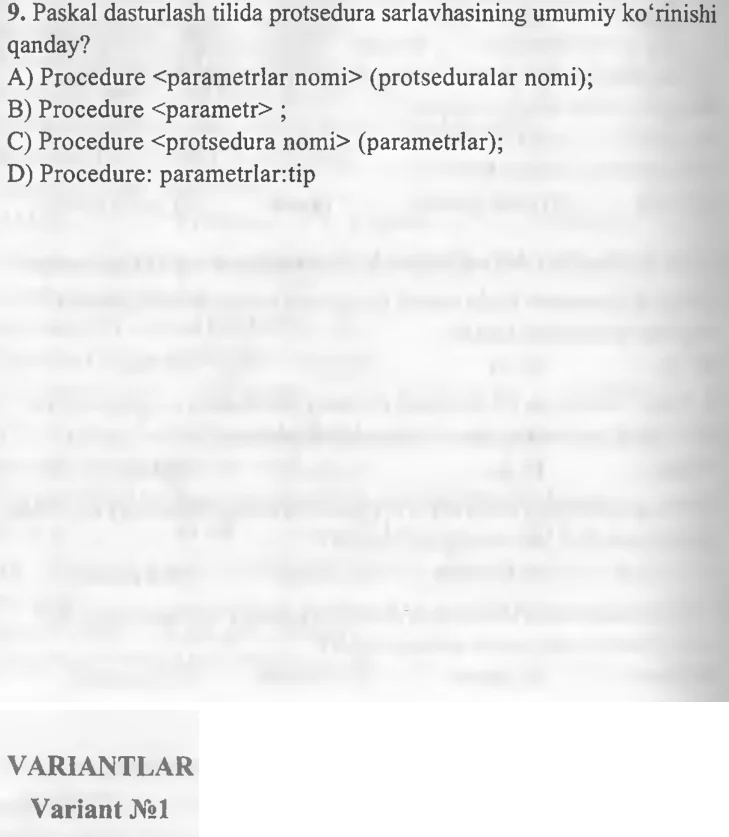 9. Paskal dasturlash tilida protsedura sarlavhasining umumiy ko‘rinishi
qanday?
A) Procedure <parametrlar nomi> (protseduralar nomi);
B) Procedure <parametr> ;
C) Procedure <protsedura nomi> (parametrlar);
D) Procedure: parametrlar:tip
VARIANTLAR
Variant №1